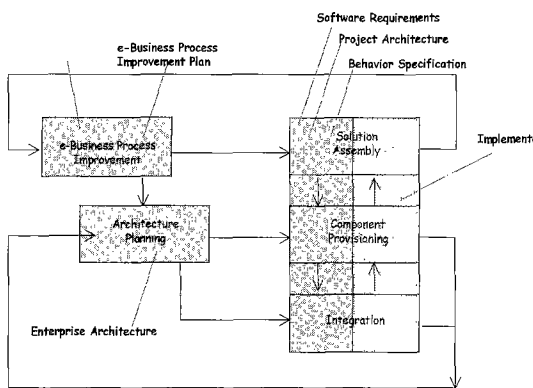 Software Requirements
Project Architecture
Behavior Specification
e-Business Process
Improvement Plan
e-Business Process
Improvement
Solution
Assembly
Implement
Architecture
Planning
Component
Provisioning
Enterprise Architecture
Integration